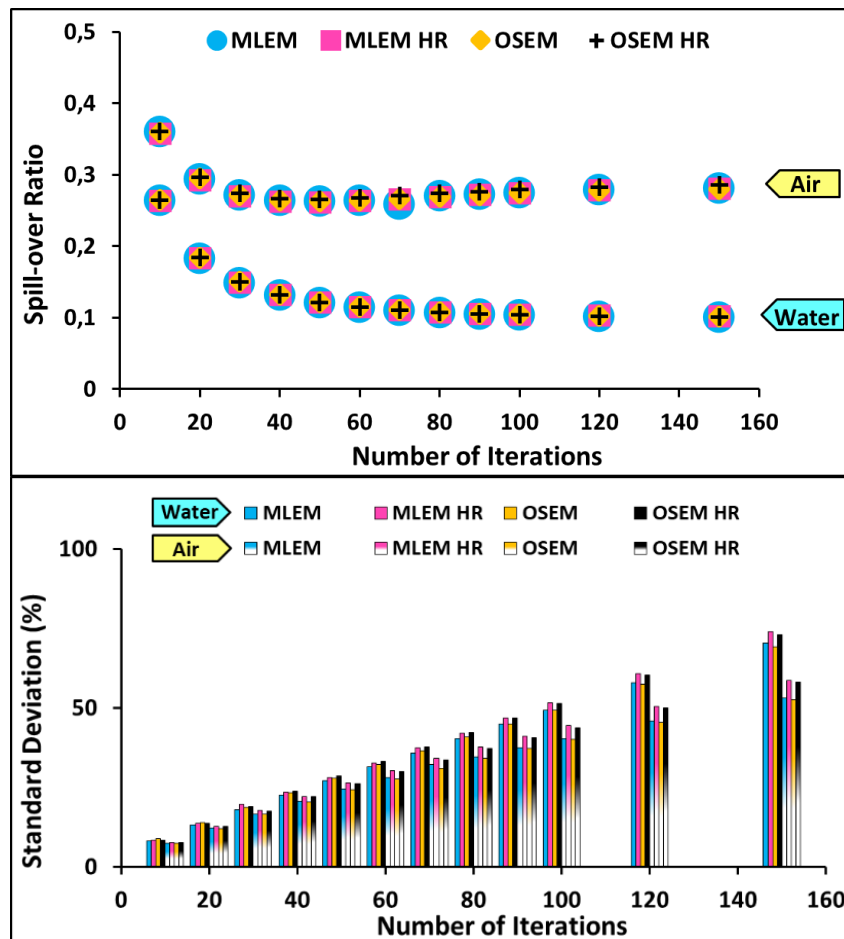 0,5
MLEM MLEM HR OSEM OSEM HR
0,4
0,3
Air
0,2
0,1
Water
0
0 20 40 60 80 100 120 140 160
Spill-over Ratio
Number of Iterations
Water MLEM MLEM HR OSEM OSEM HR
Air MLEM MLEM HR OSEM OSEM HR
100
50
0
0 20 40 60 80 100 120 140 160
Standard Deviation (%)
Number of Iterations